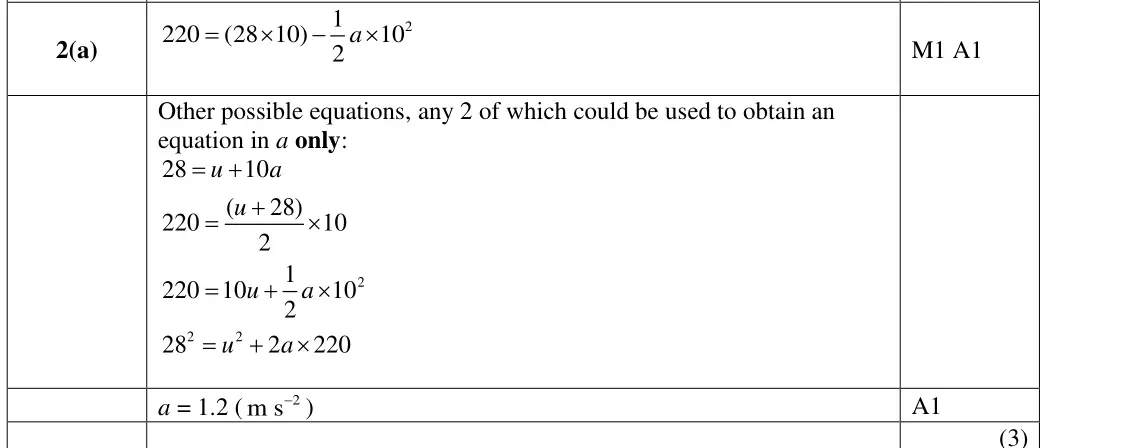 2(a)
220 = (28×10) − 1/2 a×10²
M1 A1
Other possible equations, any 2 of which could be used to obtain an
equation in a only:
28 = u +10a
220 = (u + 28)/2 ×10
220 = 10u + 1/2 a×10²
28² = u² + 2a×220
a = 1.2 ( m s⁻² )
A1
(3)